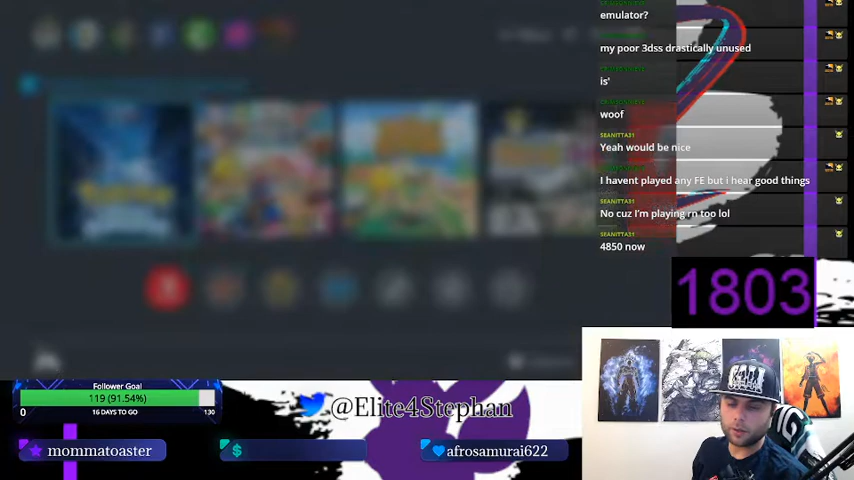 emulator?
my poor 3dss drastically unused
is'
woof
SEANITTA31
Yeah would be nice
I havent played any FE but i hear good things
SEANITTA31
No cuz I'm playing rn too lol
SEANITTA31
4850 now
1803
Follower Goal
119 (91.54%)
0
16 DAYS TO GO
130
@Elite4Stephan
mommatoaster
$
afrosamurai622